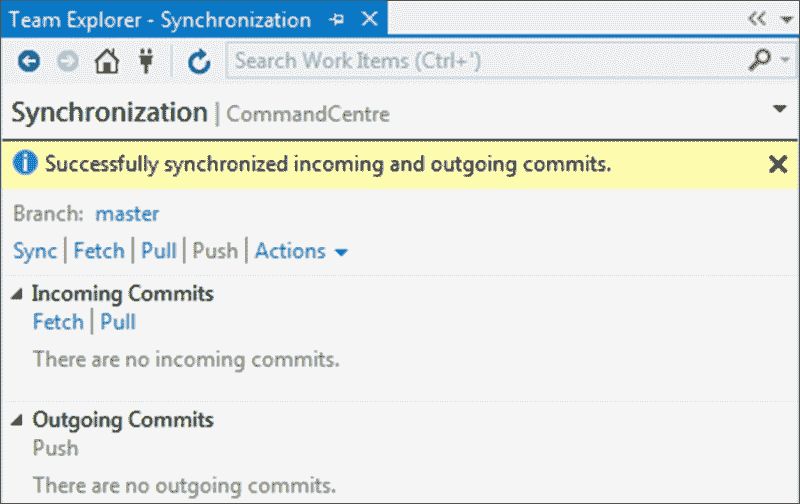 Team Explorer - Synchronization
Search Work Items (Ctrl+')
Synchronization | CommandCentre
Successfully synchronized incoming and outgoing commits.
Branch: master
Sync | Fetch | Pull | Push | Actions
Incoming Commits
Fetch | Pull
There are no incoming commits.
Outgoing Commits
Push
There are no outgoing commits.